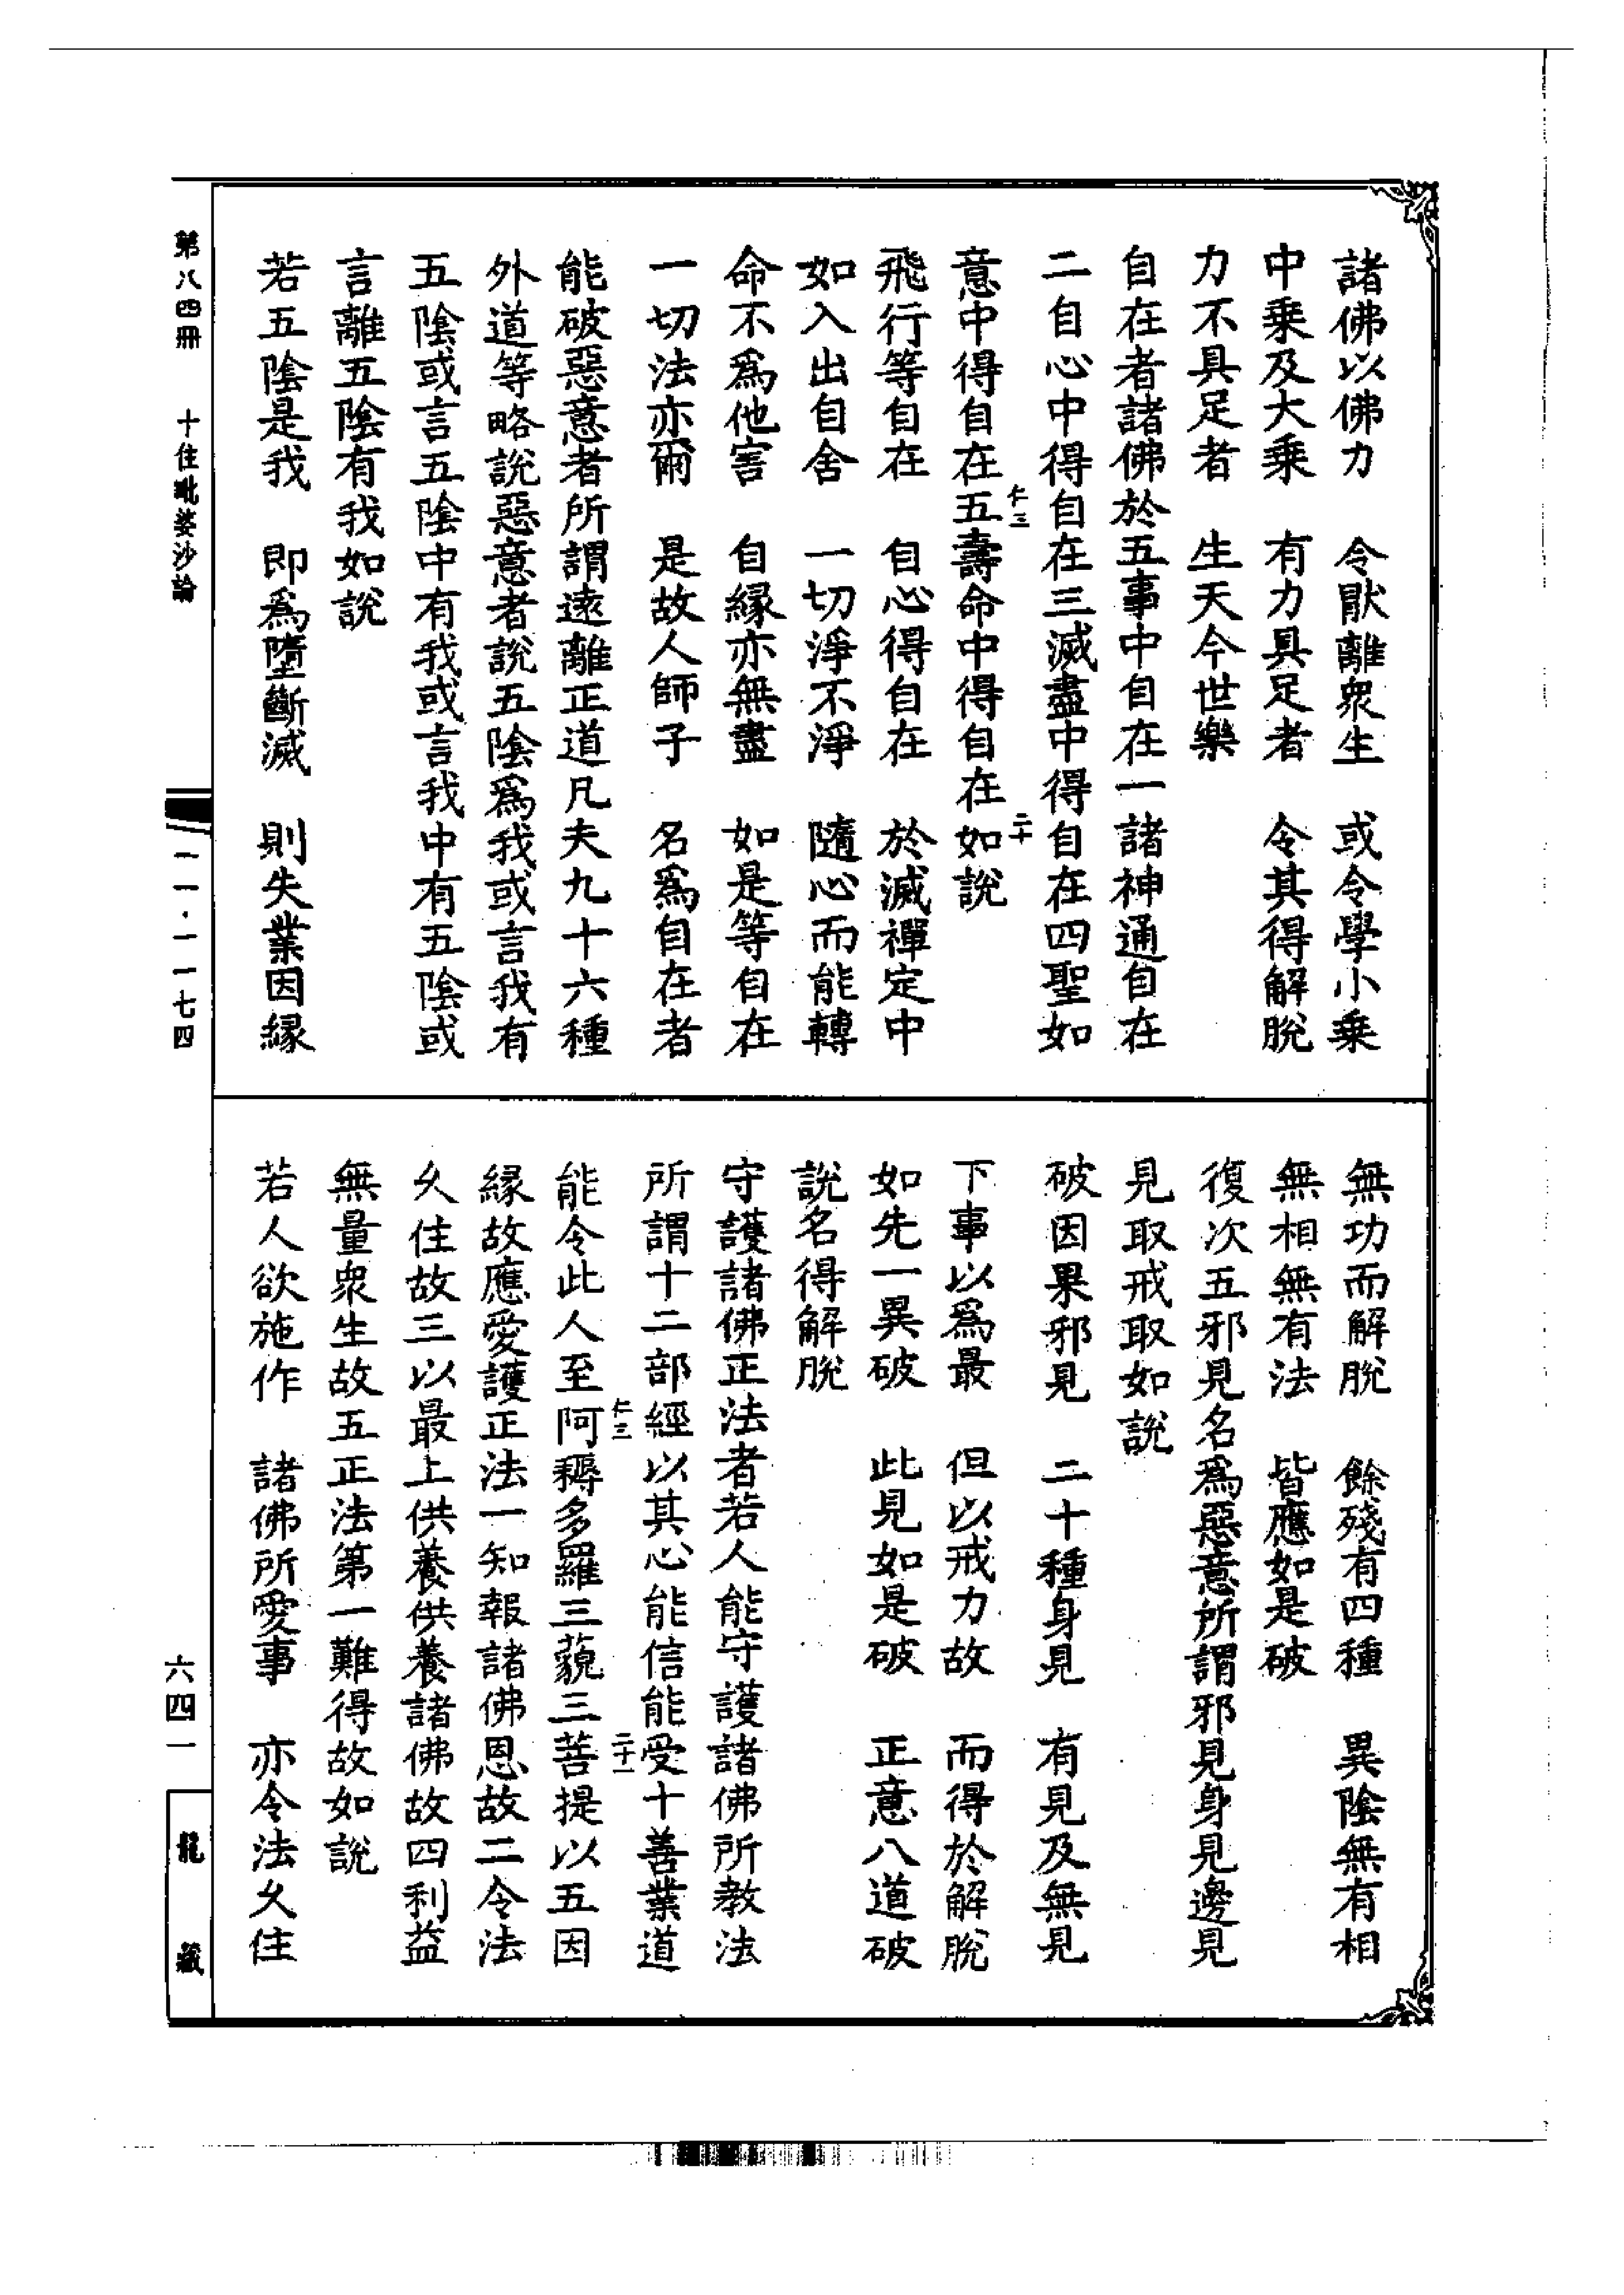 諸佛以佛力　令猒離衆生　或令學小乗
中乗及大乗　有力具足者　令其得解脫
力不具足者　生天今世樂
自在者諸佛於五事中自在一諸神通自在
二自心中得自在三滅盡中得自在四聖如
意中得自在五壽命中得自在如說
仁三
二十
飛行等自在　自心得自在　於滅禪定中
如入出自舍　一切淨不淨　隨心而能轉
命不爲他害　自緣亦無盡　如是等自在
一切法亦爾　是故人師子　名爲自在者
能破惡意者所謂遠離正道凡夫九十六種
外道等略說惡意者說五陰爲我或言我有
五陰或言五陰中有我或言我中有五陰或
言離五陰有我如說
若五陰是我　即爲墮斷滅　則失業因緣
無功而解脫　餘殘有四種　異陰無有相
無相無有法　皆應如是破
復次五邪見名爲惡意所謂邪見身見邊見
見取戒取如說
破因果邪見　二十種身見　有見及無見
下事以爲最　但以戒力故　而得於解脫
如先一異破　此見如是破　正意八道破
說名得解脫
守護諸佛正法者若人能守護諸佛所教法
所謂十二部經以其心能信能受十善業道
仁三
二十一
能令此人至阿耨多羅三藐三菩提以五因
緣故應愛護正法一知報諸佛恩故二令法
久住故三以最上供養供養諸佛故四利益
無量衆生故五正法第一難得故如說
若人欲施作　諸佛所愛事　亦令法久住
第八四冊　十住毗婆沙論
一一·一一七四
六四一
龍藏